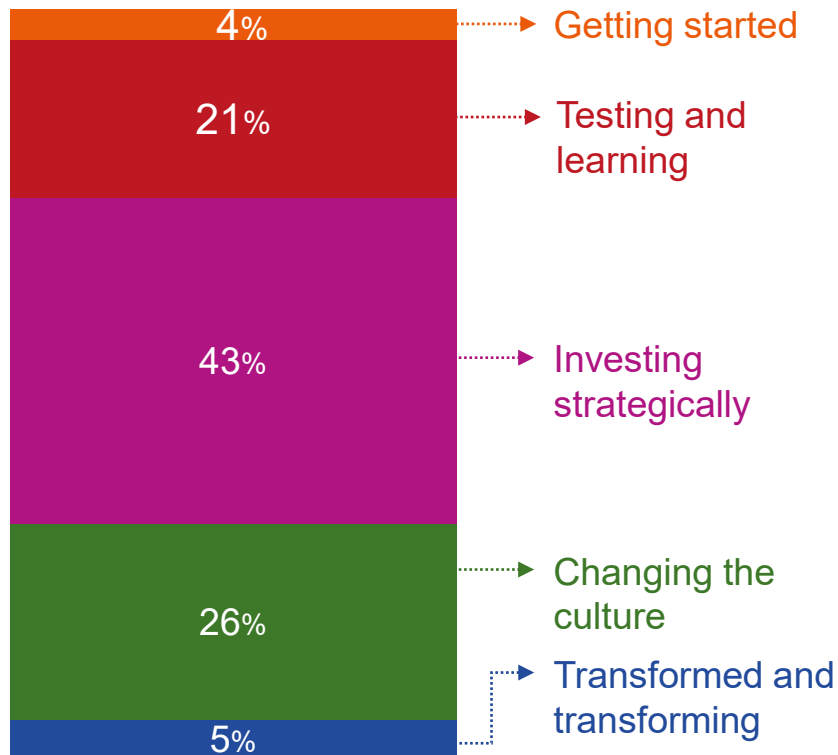 4%
Getting started
21%
Testing and
learning
43%
Investing
strategically
26%
Changing the
culture
5%
Transformed and
transforming